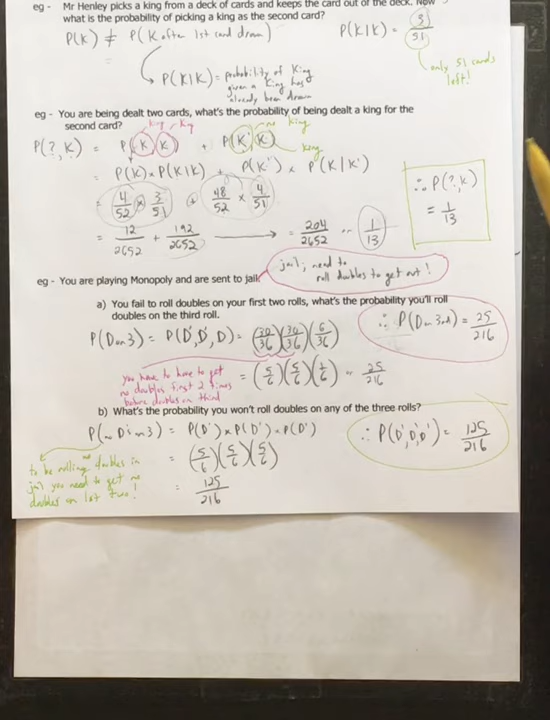 eg - Mr Henley picks a king from a deck of cards and keeps the card out of the deck. Now
what is the probability of picking a king as the second card?
P(K) ≠ P(K after 1st card drawn)
P(K|K) = 3/51
only 51 cards left!
P(K|K) = probability of King
given a King has
already been drawn
eg - You are being dealt two cards, what's the probability of being dealt a king for the
second card?
King
King
no King
King
P(?, K) = P(K K) + P(K' K)
= P(K) × P(K|K) + P(K') × P(K|K')
= 4/52 × 3/51 + 48/52 × 4/51
= 12/2652 + 192/2652 → = 204/2652 = 1/13
∴ P(?, K)
= 1/13
eg - You are playing Monopoly and are sent to jail.
jail; need to
roll doubles to get out!
a) You fail to roll doubles on your first two rolls, what's the probability you'll roll
doubles on the third roll.
P(D on 3) = P(D', D', D) = (30/36)(30/36)(6/36)
∴ P(D on 3rd) = 25/216
= (5/6)(5/6)(1/6) = 25/216
you have to have to get
no doubles first 2 times
before doubles on third
b) What's the probability you won't roll doubles on any of the three rolls?
P(no D's in 3) = P(D') × P(D') × P(D')
∴ P(D', D', D') = 125/216
= (5/6)(5/6)(5/6)
= 125/216
to be rolling doubles in
jail you need to get no
doubles on 1st two!